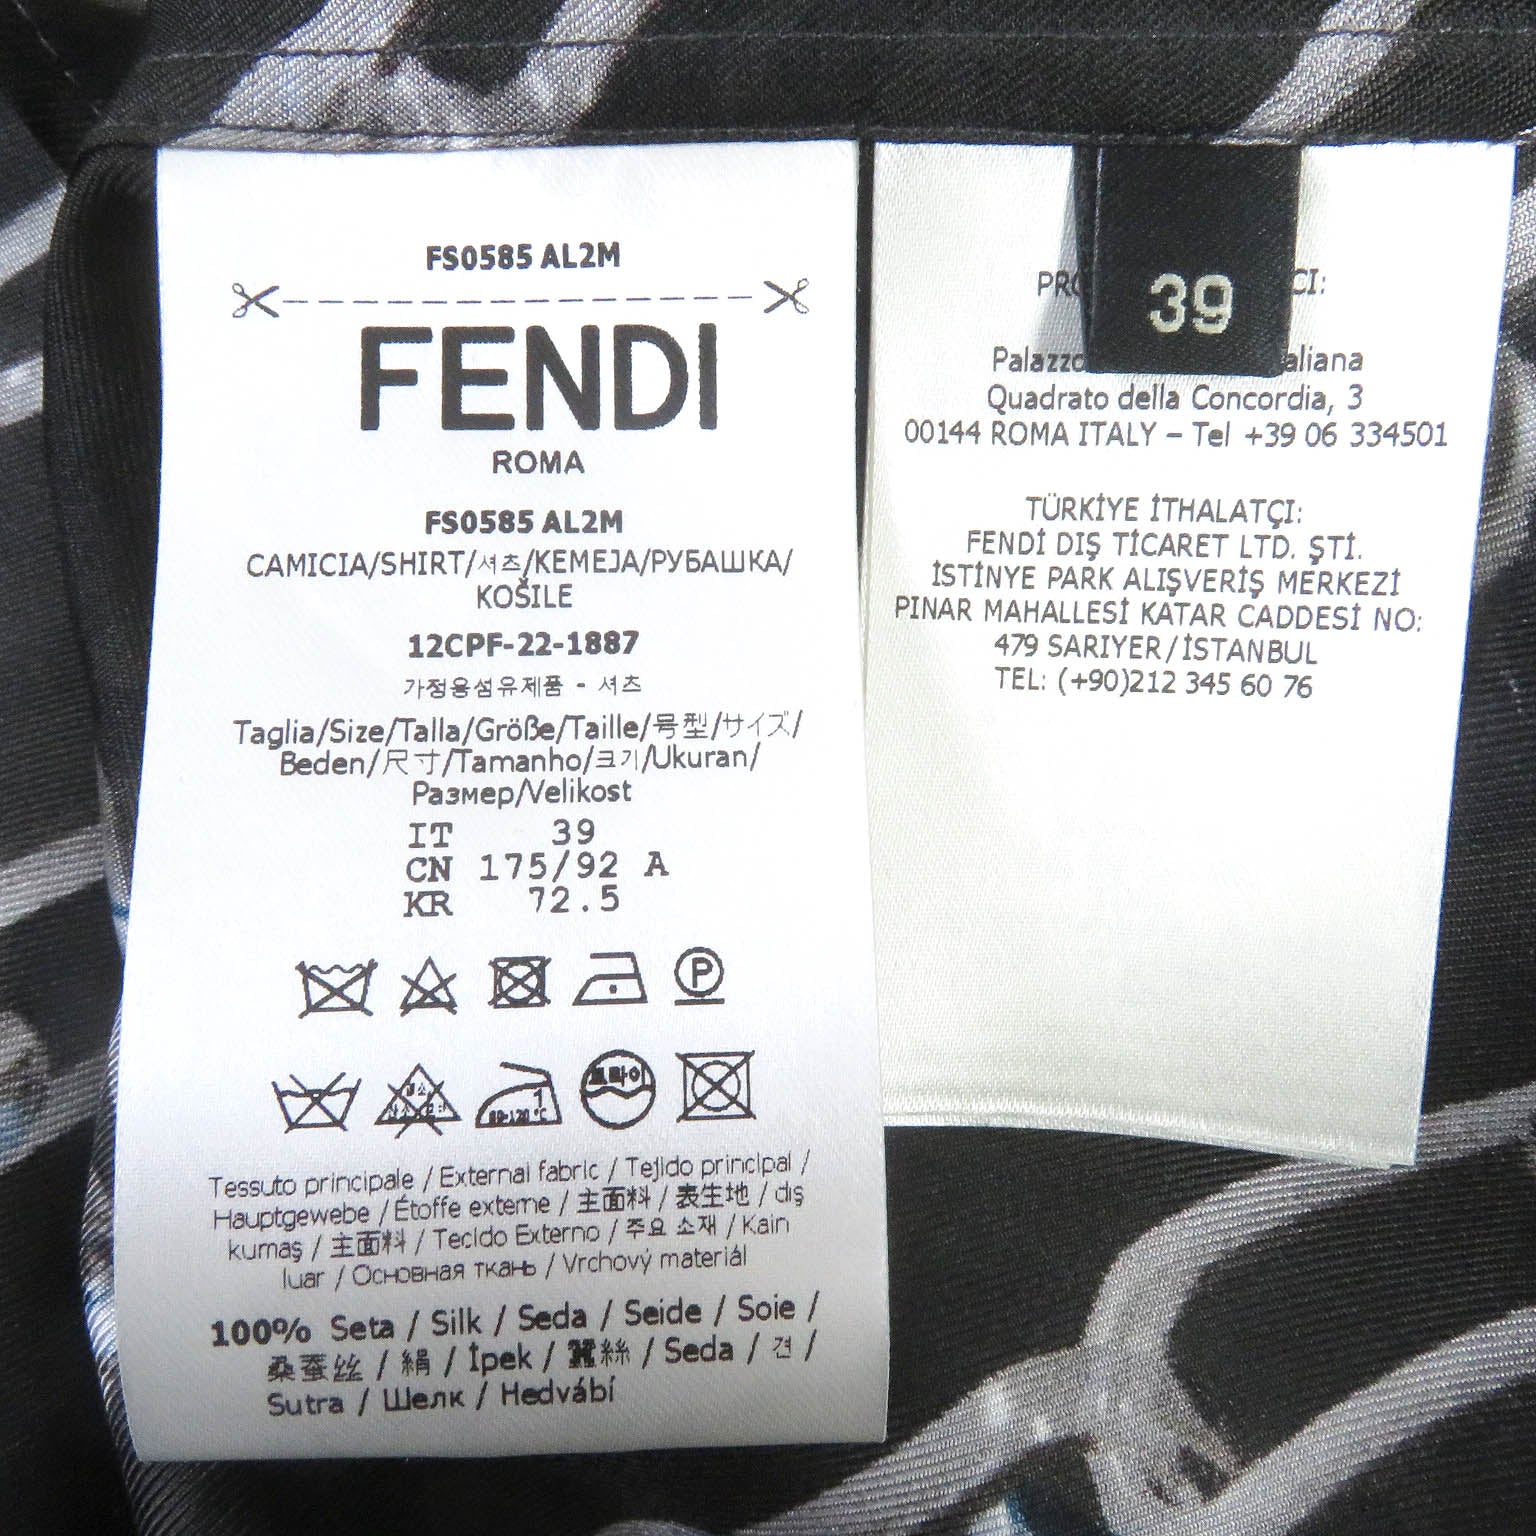 FS0585 AL2M
FENDI
ROMA
FS0585 AL2M
CAMICIA/SHIRT/셔츠/KEMEJA/РУБАШКА/
KOŠILE
12CPF-22-1887
가정용섬유제품 - 셔츠
Taglia/Size/Talla/Größe/Taille/号型/サイズ/
Beden/尺寸/Tamanho/크기/Ukuran/
Размер/Velikost
IT 39
CN 175/92 A
KR 72.5
P
1
80-120℃
드라이
Tessuto principale / External fabric / Tejido principal /
Hauptgewebe / Étoffe externe / 主面料 / 表生地 / dış
kumaş / 主面料 / Tecido Externo / 주요 소재 / Kain
luar / Основная ткань / Vrchový materiál
100% Seta / Silk / Seda / Seide / Soie /
桑蚕丝 / 絹 / İpek / 蠶絲 / Seda / 견 /
Sutra / Шелк / Hedvábí
39
Palazzo
Quadrato della Concordia, 3
00144 ROMA ITALY – Tel +39 06 334501
TÜRKİYE İTHALATÇI:
FENDİ DIŞ TİCARET LTD. ŞTİ.
İSTİNYE PARK ALIŞVERİŞ MERKEZİ
PINAR MAHALLESİ KATAR CADDESİ NO:
479 SARIYER/İSTANBUL
TEL: (+90)212 345 60 76